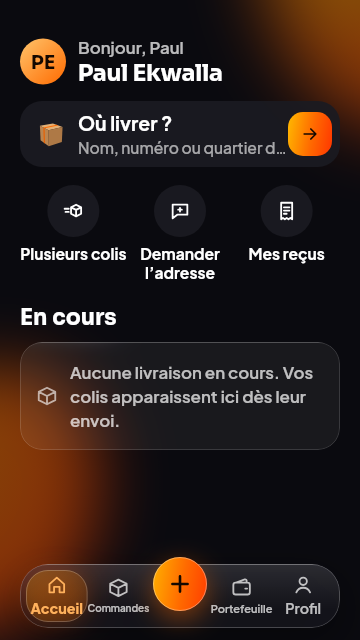 PE
Bonjour, Paul
Paul Ekwalla
Où livrer ?
Nom, numéro ou quartier d…
Plusieurs colis
Demander
l’adresse
Mes reçus
En cours
Aucune livraison en cours. Vos
colis apparaissent ici dès leur
envoi.
Accueil
Commandes
Portefeuille
Profil